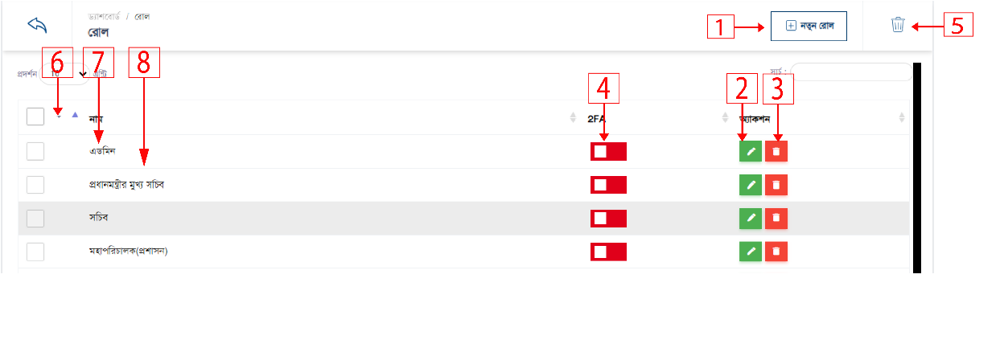 ড্যাশবোর্ড / রোল
রোল
1
নতুন রোল
5
প্রদর্শন 10 এন্ট্রি
6 7 8
সার্চ :
4 2 3
নাম 2FA অ্যাকশন
এডমিন
প্রধানমন্ত্রীর মুখ্য সচিব
সচিব
মহাপরিচালক(প্রশাসন)